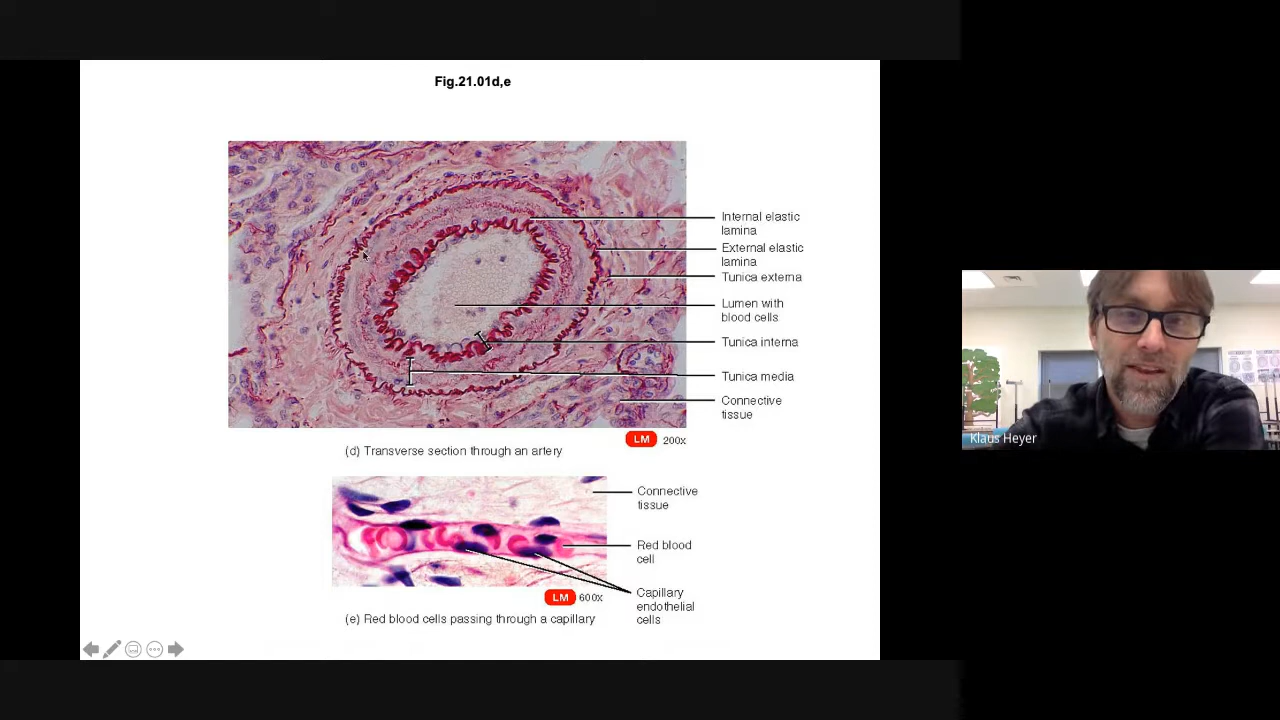 Fig.21.01d,e
Internal elastic
lamina
External elastic
lamina
Tunica externa
Lumen with
blood cells
Tunica interna
Tunica media
Connective
tissue
LM 200x
(d) Transverse section through an artery
Connective
tissue
Red blood
cell
Capillary
endothelial
cells
LM 600x
(e) Red blood cells passing through a capillary
Klaus Heyer